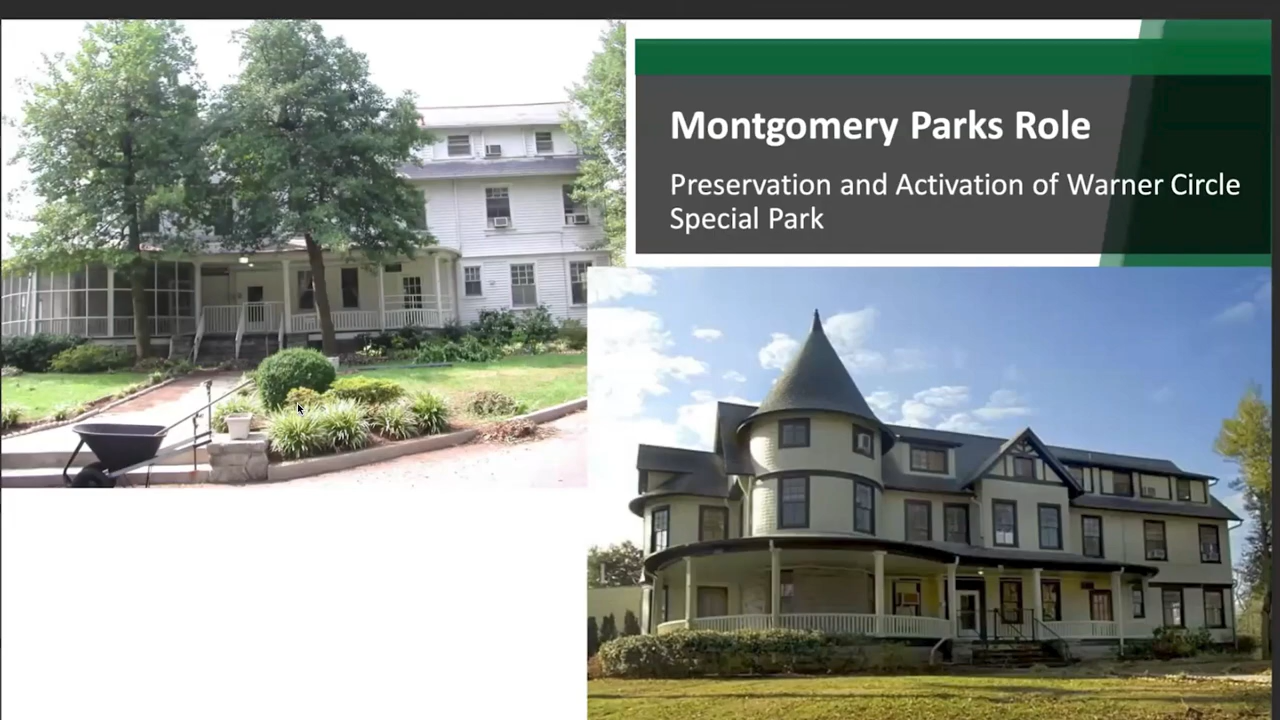 Montgomery Parks Role
Preservation and Activation of Warner Circle
Special Park